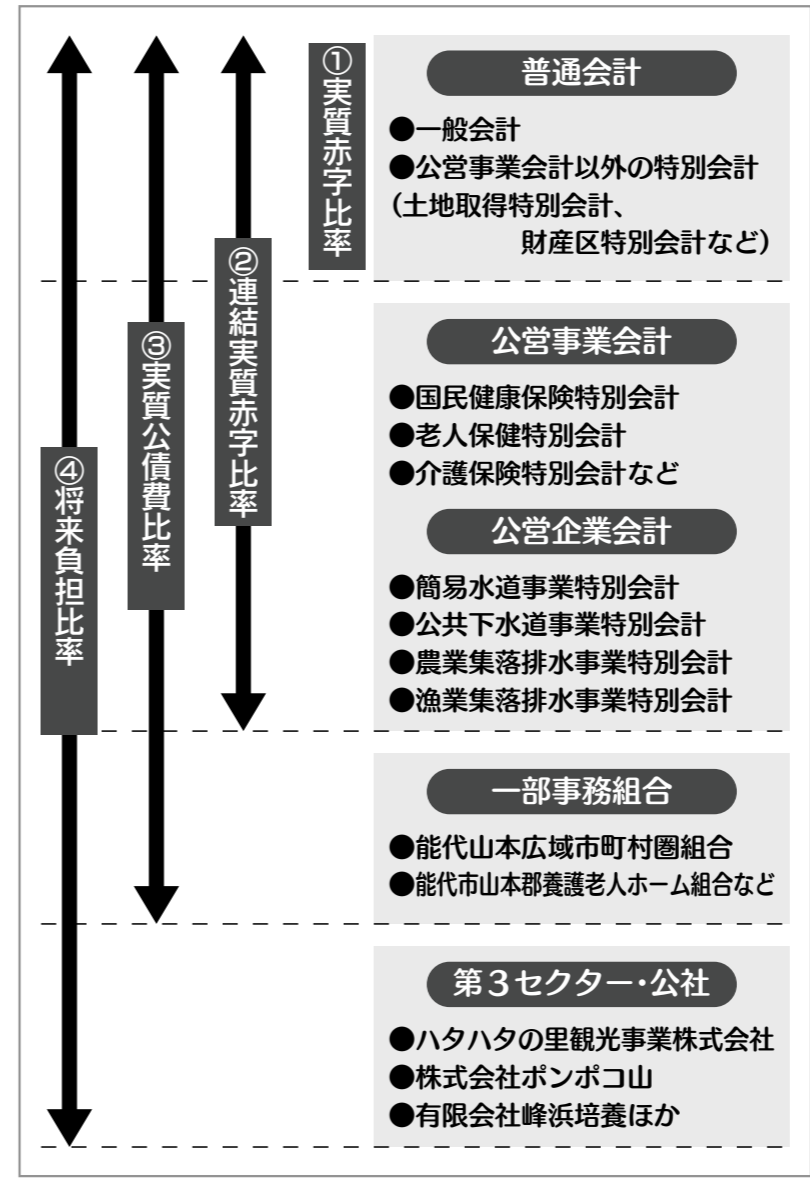 ①実質赤字比率
②連結実質赤字比率
③実質公債費比率
④将来負担比率
普通会計
●一般会計
●公営事業会計以外の特別会計
（土地取得特別会計、
財産区特別会計など）
公営事業会計
●国民健康保険特別会計
●老人保健特別会計
●介護保険特別会計など
公営企業会計
●簡易水道事業特別会計
●公共下水道事業特別会計
●農業集落排水事業特別会計
●漁業集落排水事業特別会計
一部事務組合
●能代山本広域市町村圏組合
●能代市山本郡養護老人ホーム組合など
第３セクター・公社
●ハタハタの里観光事業株式会社
●株式会社ポンポコ山
●有限会社峰浜培養ほか